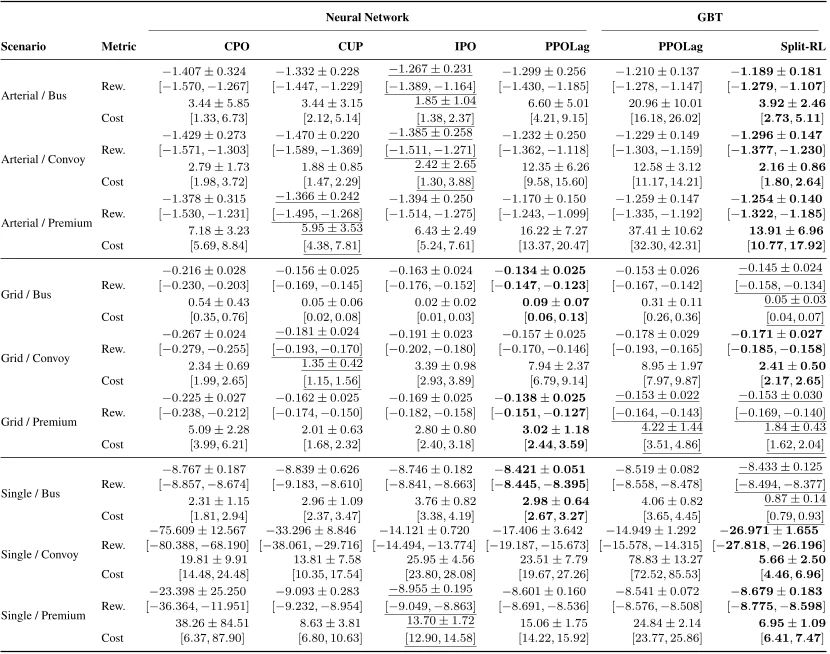 Neural Network GBT
Scenario Metric CPO CUP IPO PPOLag PPOLag Split-RL
−1.407 ± 0.324 −1.332 ± 0.228 −1.267 ± 0.231 −1.299 ± 0.256 −1.210 ± 0.137 −1.189 ± 0.181
Arterial / Bus Rew. [−1.570, −1.267] [−1.447, −1.229] [−1.389, −1.164] [−1.430, −1.185] [−1.278, −1.147] [−1.279, −1.107]
3.44 ± 5.85 3.44 ± 3.15 1.85 ± 1.04 6.60 ± 5.01 20.96 ± 10.01 3.92 ± 2.46
Cost [1.33, 6.73] [2.12, 5.14] [1.38, 2.37] [4.21, 9.15] [16.18, 26.02] [2.73, 5.11]
−1.429 ± 0.273 −1.470 ± 0.220 −1.385 ± 0.258 −1.232 ± 0.250 −1.229 ± 0.149 −1.296 ± 0.147
Arterial / Convoy Rew. [−1.571, −1.303] [−1.589, −1.369] [−1.511, −1.271] [−1.362, −1.118] [−1.303, −1.159] [−1.377, −1.230]
2.79 ± 1.73 1.88 ± 0.85 2.42 ± 2.65 12.35 ± 6.26 12.58 ± 3.12 2.16 ± 0.86
Cost [1.98, 3.72] [1.47, 2.29] [1.30, 3.88] [9.58, 15.60] [11.17, 14.21] [1.80, 2.64]
−1.378 ± 0.315 −1.366 ± 0.242 −1.394 ± 0.250 −1.170 ± 0.150 −1.259 ± 0.147 −1.254 ± 0.140
Arterial / Premium Rew. [−1.530, −1.231] [−1.495, −1.268] [−1.514, −1.275] [−1.243, −1.099] [−1.335, −1.192] [−1.322, −1.185]
7.18 ± 3.23 5.95 ± 3.53 6.43 ± 2.49 16.22 ± 7.27 37.41 ± 10.62 13.91 ± 6.96
Cost [5.69, 8.84] [4.38, 7.81] [5.24, 7.61] [13.37, 20.47] [32.30, 42.31] [10.77, 17.92]
−0.216 ± 0.028 −0.156 ± 0.025 −0.163 ± 0.024 −0.134 ± 0.025 −0.153 ± 0.026 −0.145 ± 0.024
Grid / Bus Rew. [−0.230, −0.203] [−0.169, −0.145] [−0.176, −0.152] [−0.147, −0.123] [−0.167, −0.142] [−0.158, −0.134]
0.54 ± 0.43 0.05 ± 0.06 0.02 ± 0.02 0.09 ± 0.07 0.31 ± 0.11 0.05 ± 0.03
Cost [0.35, 0.76] [0.02, 0.08] [0.01, 0.03] [0.06, 0.13] [0.26, 0.36] [0.04, 0.07]
−0.267 ± 0.024 −0.181 ± 0.024 −0.191 ± 0.023 −0.157 ± 0.025 −0.178 ± 0.029 −0.171 ± 0.027
Grid / Convoy Rew. [−0.279, −0.255] [−0.193, −0.170] [−0.202, −0.180] [−0.170, −0.146] [−0.193, −0.165] [−0.185, −0.158]
2.34 ± 0.69 1.35 ± 0.42 3.39 ± 0.98 7.94 ± 2.37 8.95 ± 1.97 2.41 ± 0.50
Cost [1.99, 2.65] [1.15, 1.56] [2.93, 3.89] [6.79, 9.14] [7.97, 9.87] [2.17, 2.65]
−0.225 ± 0.027 −0.162 ± 0.025 −0.169 ± 0.025 −0.138 ± 0.025 −0.153 ± 0.022 −0.153 ± 0.030
Grid / Premium Rew. [−0.238, −0.212] [−0.174, −0.150] [−0.182, −0.158] [−0.151, −0.127] [−0.164, −0.143] [−0.169, −0.140]
5.09 ± 2.28 2.01 ± 0.63 2.80 ± 0.80 3.02 ± 1.18 4.22 ± 1.44 1.84 ± 0.43
Cost [3.99, 6.21] [1.68, 2.32] [2.40, 3.18] [2.44, 3.59] [3.51, 4.86] [1.62, 2.04]
−8.767 ± 0.187 −8.839 ± 0.626 −8.746 ± 0.182 −8.421 ± 0.051 −8.519 ± 0.082 −8.433 ± 0.125
Single / Bus Rew. [−8.857, −8.674] [−9.183, −8.610] [−8.841, −8.663] [−8.445, −8.395] [−8.558, −8.478] [−8.494, −8.377]
2.31 ± 1.15 2.96 ± 1.09 3.76 ± 0.82 2.98 ± 0.64 4.06 ± 0.82 0.87 ± 0.14
Cost [1.81, 2.94] [2.37, 3.47] [3.38, 4.19] [2.67, 3.27] [3.65, 4.45] [0.79, 0.93]
−75.609 ± 12.567 −33.296 ± 8.846 −14.121 ± 0.720 −17.406 ± 3.642 −14.949 ± 1.292 −26.971 ± 1.655
Single / Convoy Rew. [−80.388, −68.190] [−38.061, −29.716] [−14.494, −13.774] [−19.187, −15.673] [−15.578, −14.315] [−27.818, −26.196]
19.81 ± 9.91 13.81 ± 7.58 25.95 ± 4.56 23.51 ± 7.79 78.83 ± 13.27 5.66 ± 2.50
Cost [14.48, 24.48] [10.35, 17.54] [23.80, 28.08] [19.67, 27.26] [72.52, 85.53] [4.46, 6.96]
−23.398 ± 25.250 −9.093 ± 0.283 −8.955 ± 0.195 −8.601 ± 0.160 −8.541 ± 0.072 −8.679 ± 0.183
Single / Premium Rew. [−36.364, −11.951] [−9.232, −8.954] [−9.049, −8.863] [−8.691, −8.536] [−8.576, −8.508] [−8.775, −8.598]
38.26 ± 84.51 8.63 ± 3.81 13.70 ± 1.72 15.06 ± 1.75 24.84 ± 2.14 6.95 ± 1.09
Cost [6.37, 87.90] [6.80, 10.63] [12.90, 14.58] [14.22, 15.92] [23.77, 25.86] [6.41, 7.47]